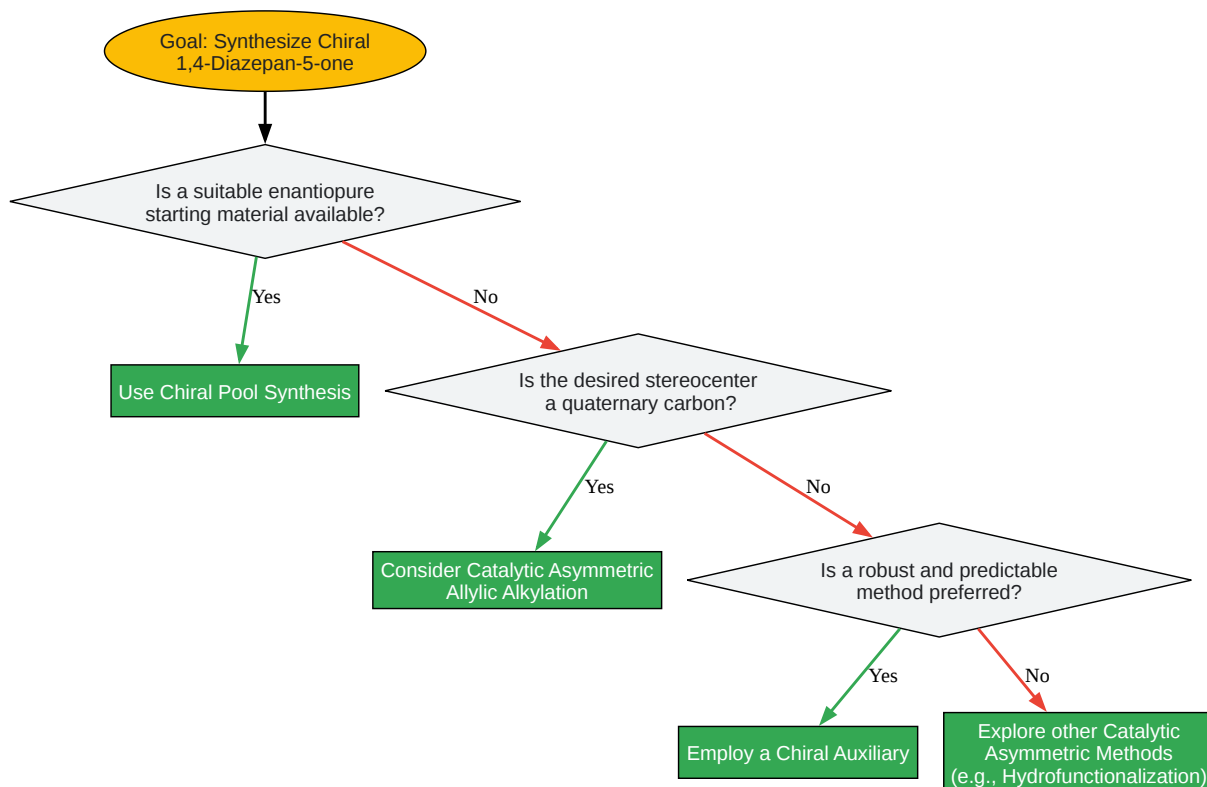 Goal: Synthesize Chiral
1,4-Diazepan-5-one
Is a suitable enantiopure
starting material available?
Yes
No
Use Chiral Pool Synthesis
Is the desired stereocenter
a quaternary carbon?
Yes
No
Consider Catalytic Asymmetric
Allylic Alkylation
Is a robust and predictable
method preferred?
Yes
No
Employ a Chiral Auxiliary
Explore other Catalytic
Asymmetric Methods
(e.g., Hydrofunctionalization)